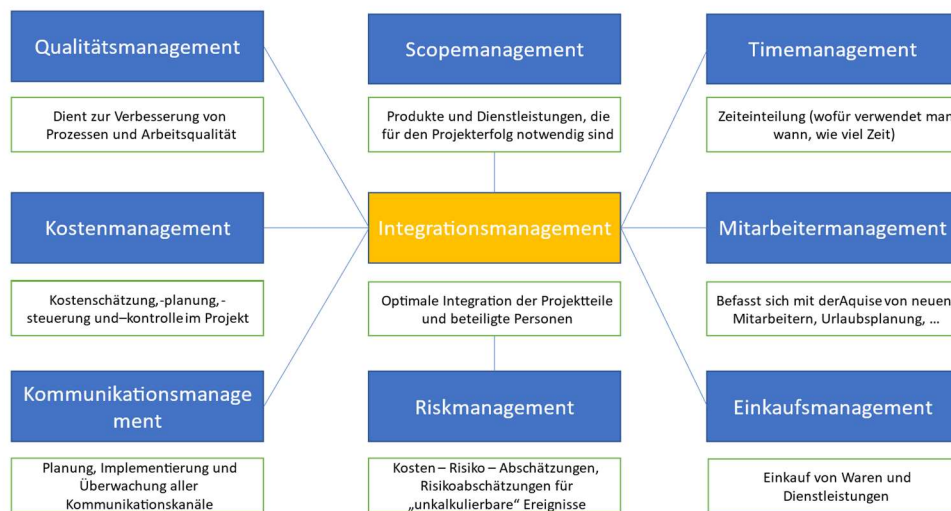 Qualitätsmanagement
Dient zur Verbesserung von
Prozessen und Arbeitsqualität
Scopemanagement
Produkte und Dienstleistungen, die
für den Projekterfolg notwendig sind
Timemanagement
Zeiteinteilung (wofür verwendet man
wann, wie viel Zeit)
Kostenmanagement
Kostenschätzung,-planung,-
steuerung und–kontrolle im Projekt
Integrationsmanagement
Optimale Integration der Projektteile
und beteiligte Personen
Mitarbeitermanagement
Befasst sich mit derAquise von neuen
Mitarbeitern, Urlaubsplanung, ...
Kommunikationsmanage
ment
Planung, Implementierung und
Überwachung aller
Kommunikationskanäle
Riskmanagement
Kosten – Risiko – Abschätzungen,
Risikoabschätzungen für
„unkalkulierbare“ Ereignisse
Einkaufsmanagement
Einkauf von Waren und
Dienstleistungen